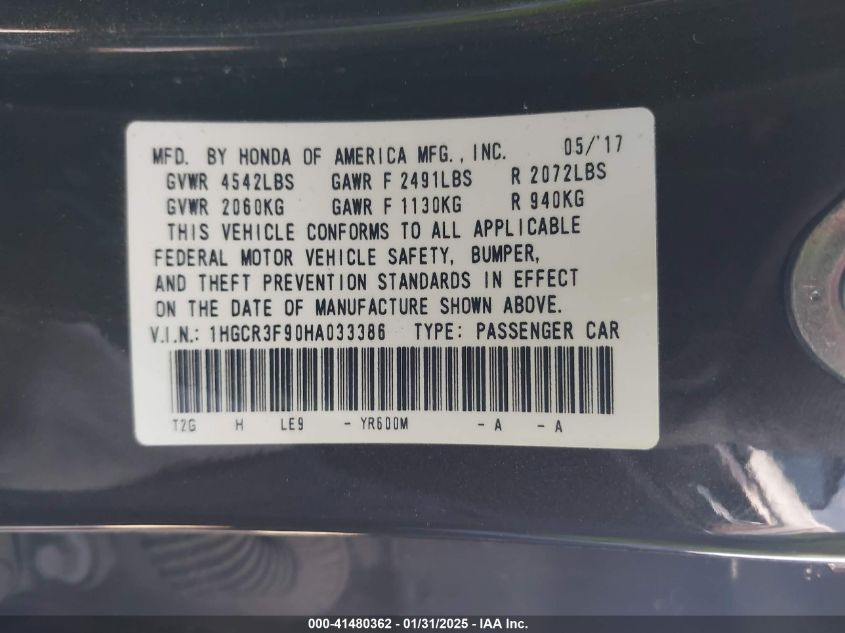 MFD. BY HONDA OF AMERICA MFG., INC. 05/'17
GVWR 4542LBS GAWR F 2491LBS R 2072LBS
GVWR 2060KG GAWR F 1130KG R 940KG
THIS VEHICLE CONFORMS TO ALL APPLICABLE
FEDERAL MOTOR VEHICLE SAFETY, BUMPER,
AND THEFT PREVENTION STANDARDS IN EFFECT
ON THE DATE OF MANUFACTURE SHOWN ABOVE.
V.I.N.: 1HGCR3F90HA033386 TYPE: PASSENGER CAR
T2G H LE9 - YR600M - A - A
000-41480362 - 01/31/2025 - IAA Inc.